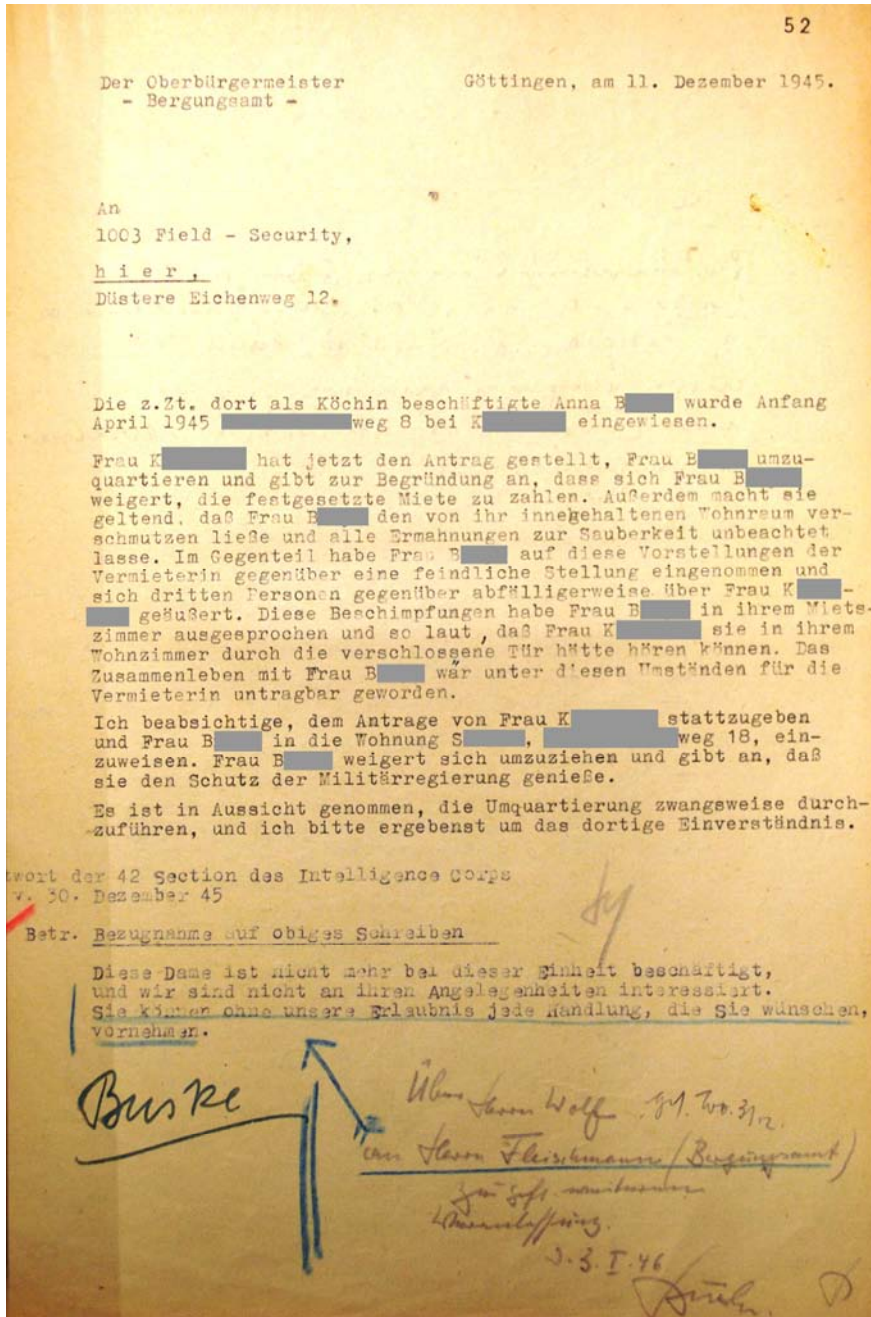 52
Der Oberbürgermeister
- Bergungsamt -
Göttingen, am 11. Dezember 1945.
An
1003 Field - Security,
h i e r ,
Düstere Eichenweg 12.
Die z.Zt. dort als Köchin beschäftigte Anna B wurde Anfang
April 1945 weg 8 bei K eingewiesen.
Frau K hat jetzt den Antrag gestellt, Frau B umzu-
quartieren und gibt zur Begründung an, dass sich Frau B
weigert, die festgesetzte Miete zu zahlen. Außerdem macht sie
geltend, daß Frau B den von ihr innegehaltenen Wohnraum ver-
schmutzen ließe und alle Ermahnungen zur Sauberkeit unbeachtet
lasse. Im Gegenteil habe Frau B auf diese Vorstellungen der
Vermieterin gegenüber eine feindliche Stellung eingenommen und
sich dritten Personen gegenüber abfälligerweise über Frau K -
geäußert. Diese Beschimpfungen habe Frau B in ihrem Miets-
zimmer ausgesprochen und so laut, daß Frau K sie in ihrem
Wohnzimmer durch die verschlossene Tür hätte hören können. Das
Zusammenleben mit Frau B wär unter diesen Umständen für die
Vermieterin untragbar geworden.
Ich beabsichtige, dem Antrage von Frau K stattzugeben
und Frau B in die Wohnung S , weg 18, ein-
zuweisen. Frau B weigert sich umzuziehen und gibt an, daß
sie den Schutz der Militärregierung genieße.
Es ist in Aussicht genommen, die Umquartierung zwangsweise durch-
zuführen, und ich bitte ergebenst um das dortige Einverständnis.
twort der 42 Section des Intelligence Corps
v. 30. Dezember 45
Betr. Bezugnahme auf obiges Schreiben
Diese Dame ist nicht mehr bei dieser Einheit beschäftigt,
und wir sind nicht an ihren Angelegenheiten interessiert.
Sie können ohne unsere Erlaubnis jede Handlung, die Sie wünschen,
vornehmen.
Buske
Über Herrn Wolff
an Herrn Fleischmann (Bergungsamt)
Veranlassung.
3. I. 46